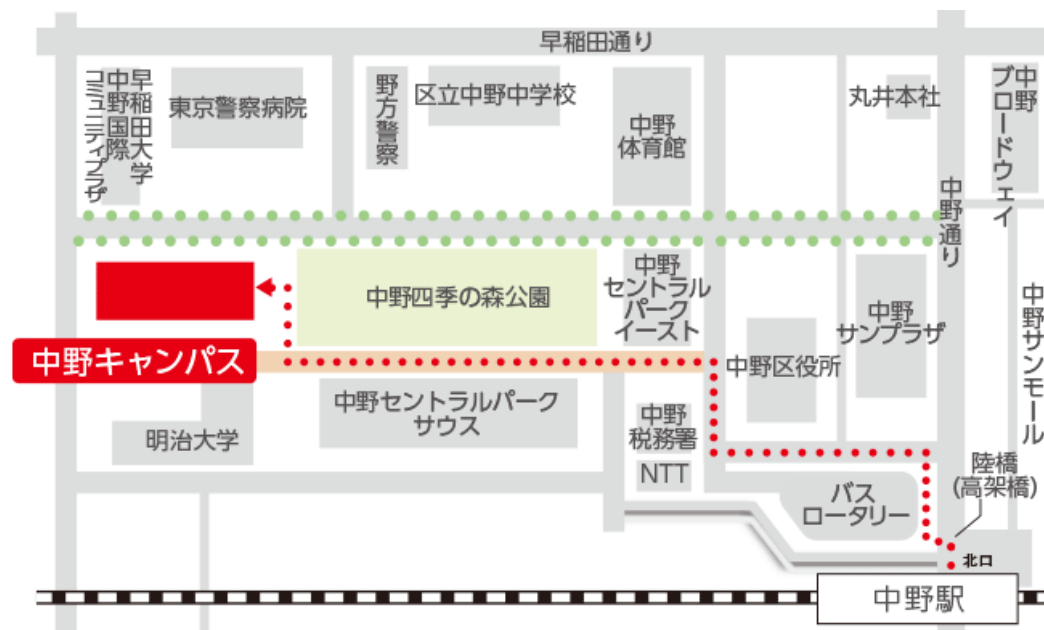 早稲田通り
早稲田大学
中野国際
コミュニティプラザ
東京警察病院
野方警察
区立中野中学校
中野
体育館
丸井本社
中野
ブロードウェイ
中野通り
中野四季の森公園
中野
セントラル
パーク
イースト
中野
サンプラザ
中野サンモール
中野キャンパス
中野区役所
中野セントラルパーク
サウス
明治大学
中野
税務署
NTT
バス
ロータリー
陸橋
(高架橋)
北口
中野駅